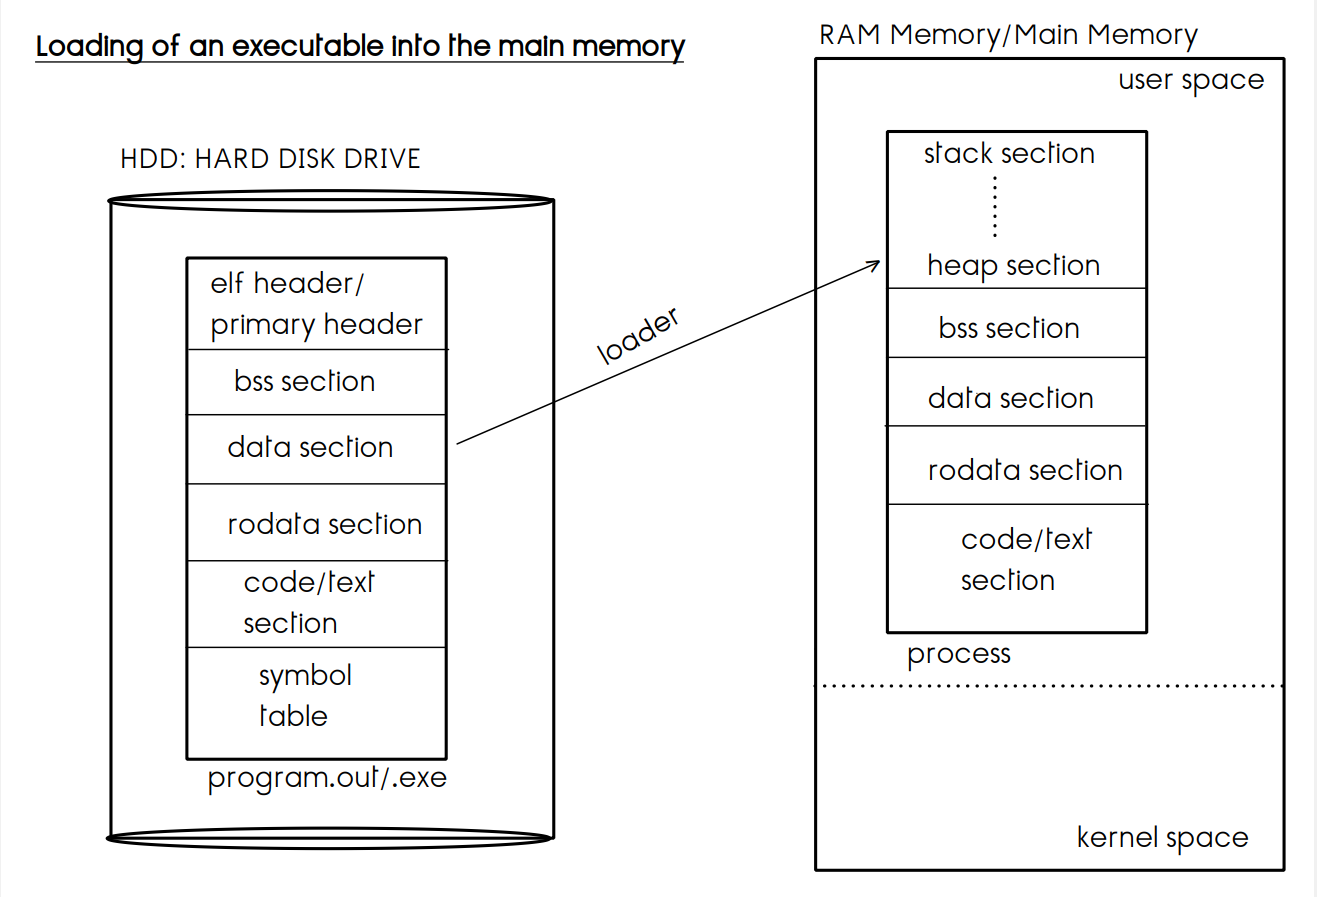 Loading of an executable into the main memory
HDD: HARD DISK DRIVE
elf header/
primary header
bss section
data section
rodata section
code/text
section
symbol
table
program.out/.exe
loader
RAM Memory/Main Memory
user space
stack section
heap section
bss section
data section
rodata section
code/text
section
process
kernel space